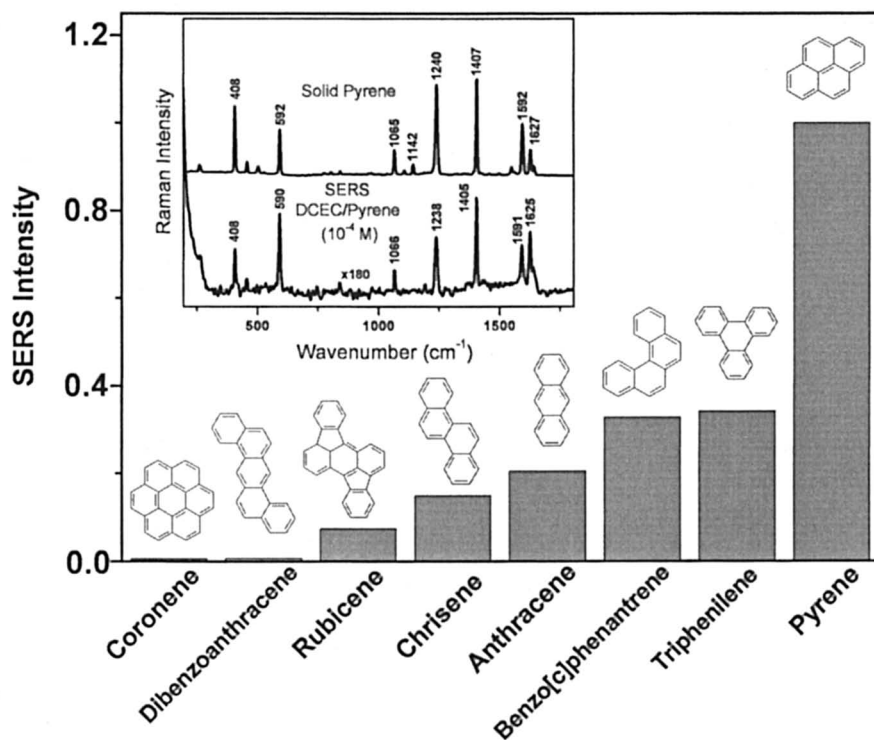 1.2
0.8
0.4
0.0
SERS Intensity
Raman Intensity
Solid Pyrene
408
592
1065
1142
1240
1407
1592
1627
SERS
DCEC/Pyrene
(10⁻⁴ M)
408
590
x180
1066
1238
1405
1591
1625
500
1000
1500
Wavenumber (cm⁻¹)
Coronene
Dibenzoanthracene
Rubicene
Chrisene
Anthracene
Benzo[c]phenantrene
Triphenilene
Pyrene